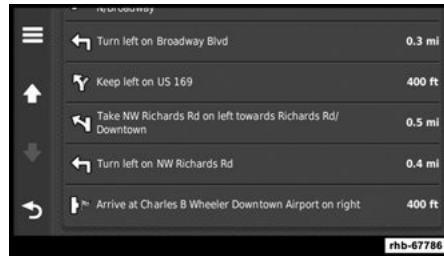 N/Broadway
Turn left on Broadway Blvd
0.3 mi
Keep left on US 169
400 ft
Take NW Richards Rd on left towards Richards Rd/
Downtown
0.5 mi
Turn left on NW Richards Rd
0.4 mi
Arrive at Charles B Wheeler Downtown Airport on right
400 ft
rhb-67786